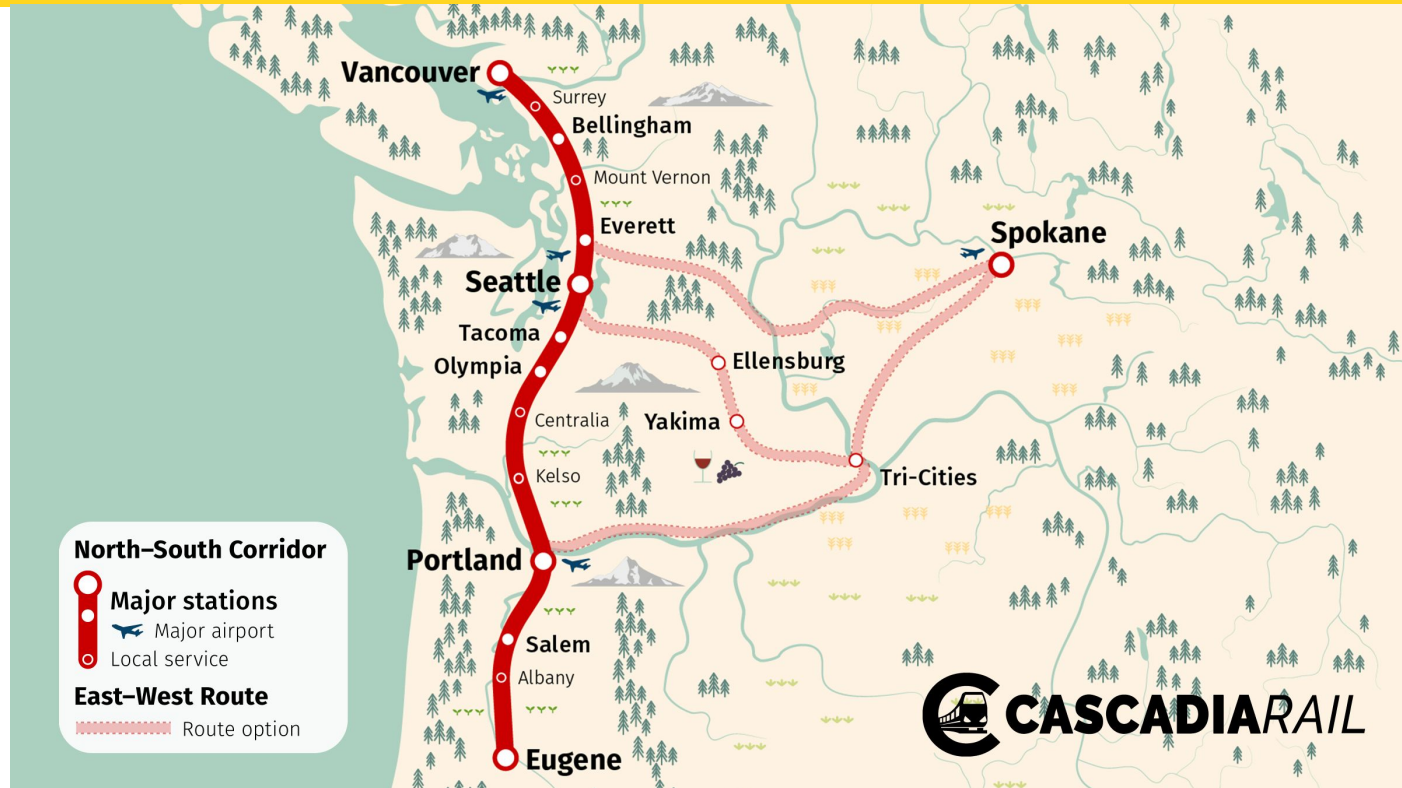 Vancouver
Surrey
Bellingham
Mount Vernon
Everett
Spokane
Seattle
Tacoma
Ellensburg
Olympia
Centralia
Yakima
Kelso
Tri-Cities
Portland
Salem
Albany
Eugene
North–South Corridor
Major stations
Major airport
Local service
East–West Route
Route option
CASCADIARAIL